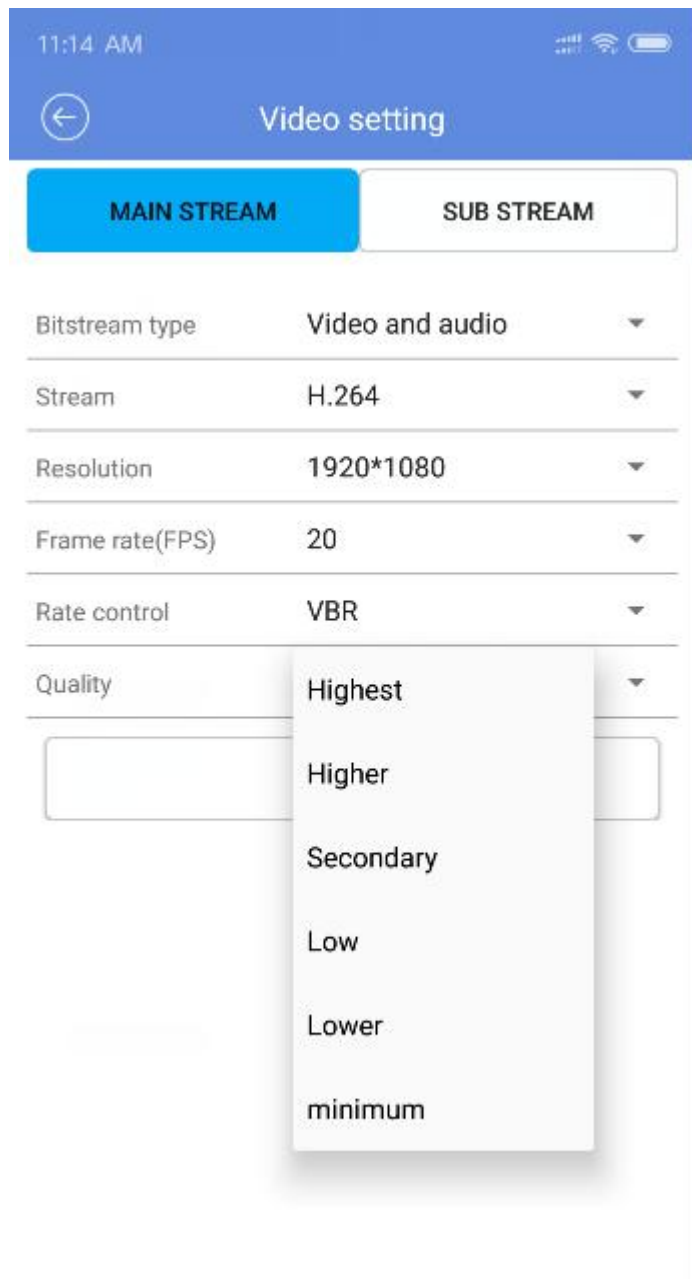 11:14 AM
Video setting
MAIN STREAM SUB STREAM
Bitstream type Video and audio
Stream H.264
Resolution 1920*1080
Frame rate(FPS) 20
Rate control VBR
Quality Highest
Higher
Secondary
Low
Lower
minimum